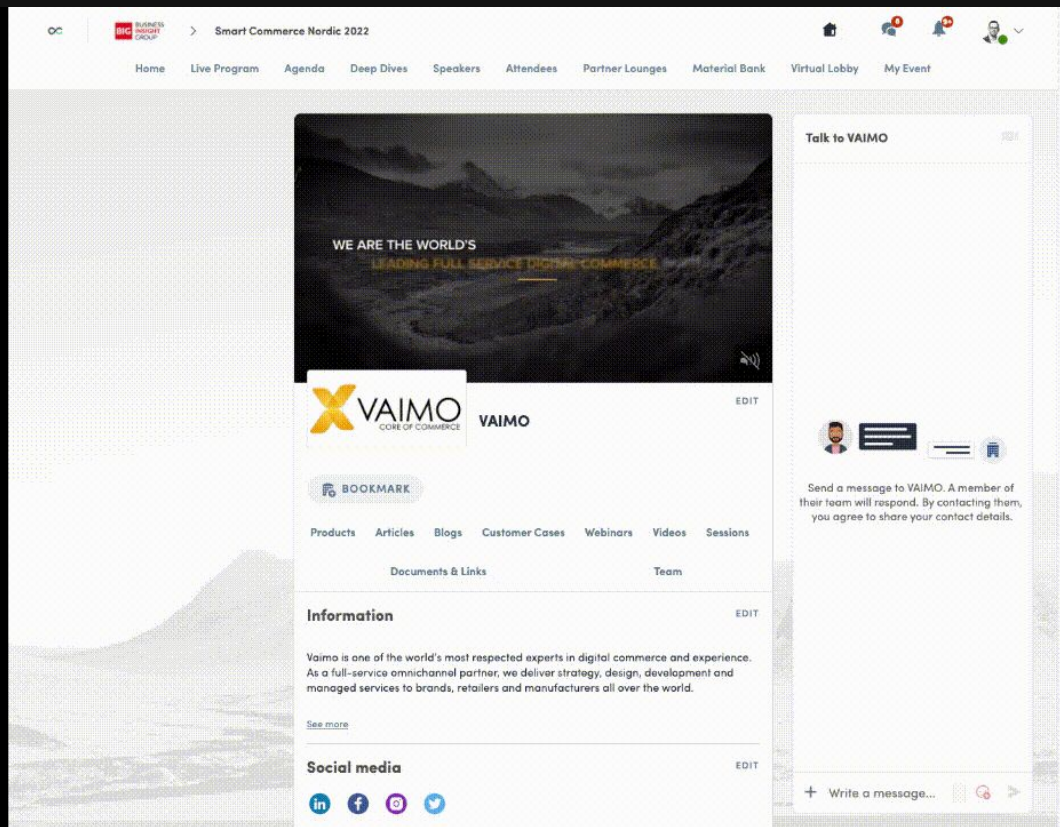 BIG BUSINESS INSIGHT GROUP > Smart Commerce Nordic 2022
9+
Home Live Program Agenda Deep Dives Speakers Attendees Partner Lounges Material Bank Virtual Lobby My Event
WE ARE THE WORLD'S
LEADING FULL SERVICE DIGITAL COMMERCE
VAIMO
CORE OF COMMERCE
VAIMO
EDIT
BOOKMARK
Products Articles Blogs Customer Cases Webinars Videos Sessions
Documents & Links Team
Information EDIT
Vaimo is one of the world's most respected experts in digital commerce and experience.
As a full-service omnichannel partner, we deliver strategy, design, development and
managed services to brands, retailers and manufacturers all over the world.
See more
Social media EDIT
Talk to VAIMO
Send a message to VAIMO. A member of
their team will respond. By contacting them,
you agree to share your contact details.
Write a message...